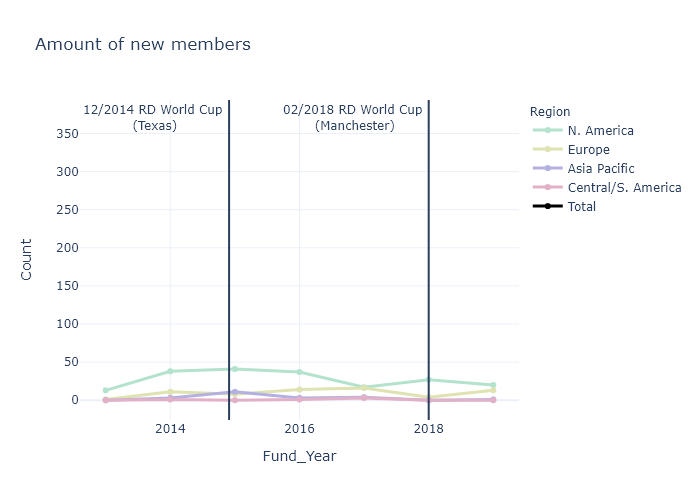 Amount of new members
12/2014 RD World Cup
(Texas)
02/2018 RD World Cup
(Manchester)
Region
N. America
Europe
Asia Pacific
Central/S. America
Total
350
300
250
200
150
100
50
0
Count
2014
2016
2018
Fund_Year